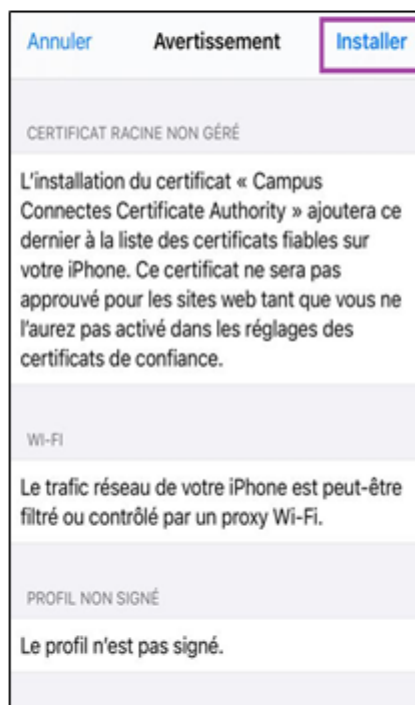 Annuler Avertissement Installer
CERTIFICAT RACINE NON GÉRÉ
L'installation du certificat « Campus
Connectes Certificate Authority » ajoutera ce
dernier à la liste des certificats fiables sur
votre iPhone. Ce certificat ne sera pas
approuvé pour les sites web tant que vous ne
l'aurez pas activé dans les réglages des
certificats de confiance.
WI-FI
Le trafic réseau de votre iPhone est peut-être
filtré ou contrôlé par un proxy Wi-Fi.
PROFIL NON SIGNÉ
Le profil n'est pas signé.